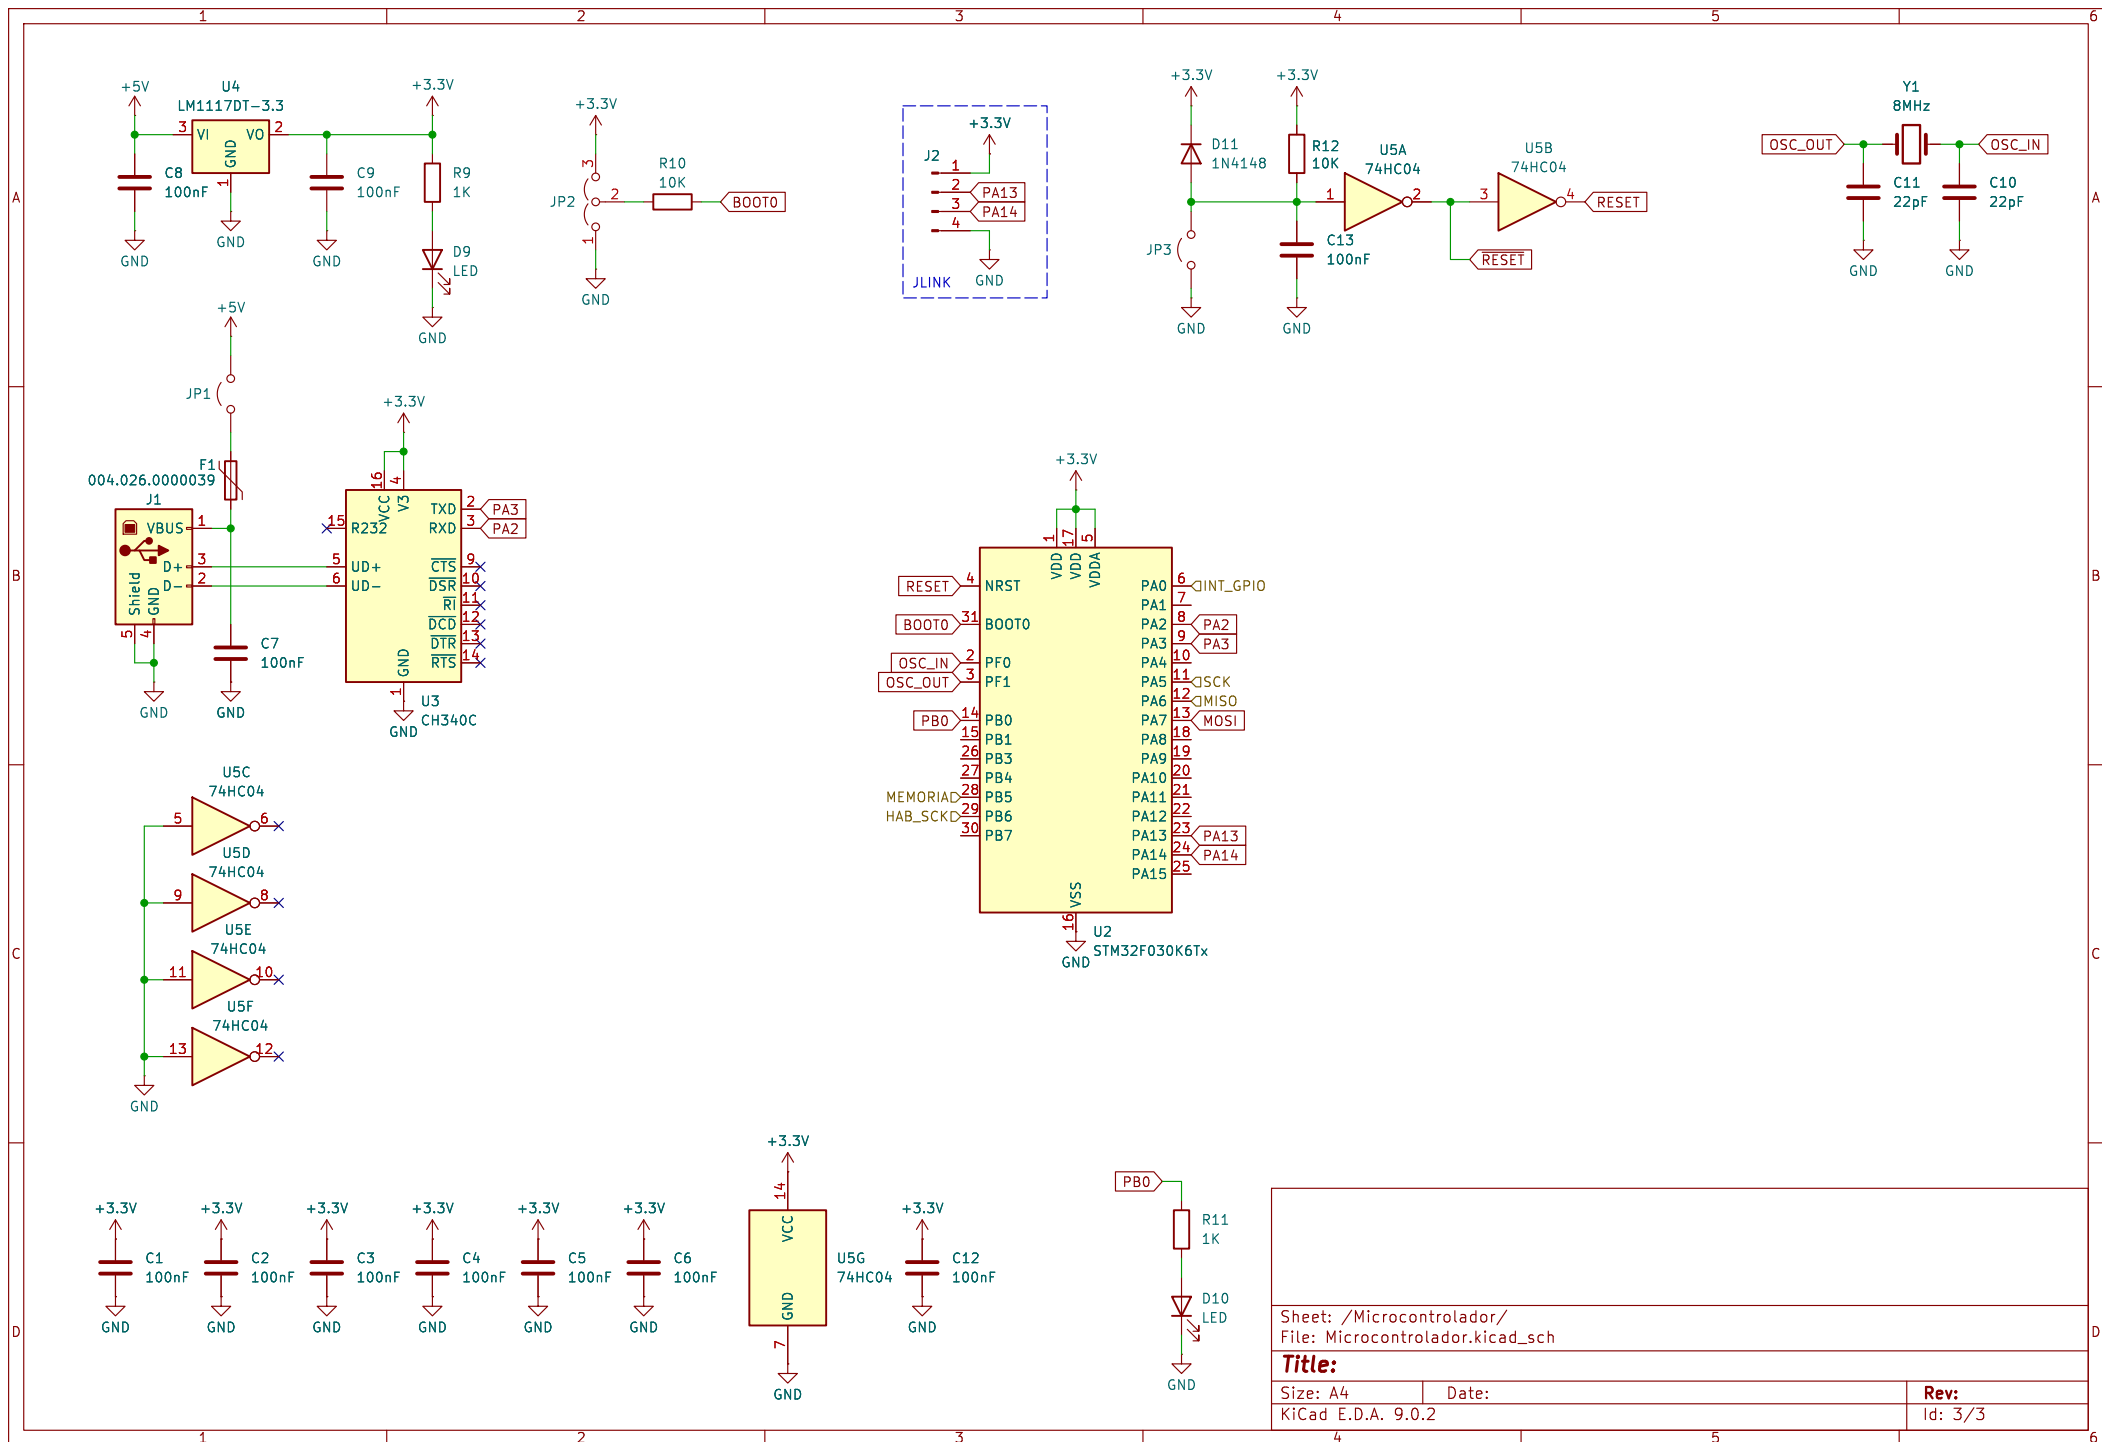 1 2 3 4 5 6
A
B
C
D
A
B
C
D
1 2 3 4 5 6
+5V
U4
LM1117DT-3.3
3 VI VO 2
GND
1
C8
100nF
GND
GND
C9
100nF
GND
+3.3V
R9
1K
D9
LED
GND
+3.3V
3
JP2
2
1
R10
10K
BOOT0
GND
+3.3V
J2
1
2 PA13
3 PA14
4
JLINK
GND
+3.3V
D11
1N4148
JP3
GND
+3.3V
R12
10K
C13
100nF
GND
U5A
74HC04
1 2
U5B
74HC04
3 4
RESET
RESET
Y1
8MHz
OSC_OUT
OSC_IN
C11
22pF
GND
C10
22pF
GND
+5V
JP1
F1
004.026.0000039
J1
VBUS 1
D+ 3
D- 2
Shield
GND
5 4
GND
C7
100nF
GND
+3.3V
16 4
VCC V3
15 R232
5 UD+
6 UD-
TXD 2 PA3
RXD 3 PA2
CTS 9
DSR 10
RI 11
DCD 12
DTR 13
RTS 14
GND
1
U3
CH340C
GND
+3.3V
1 17 5
VDD VDD VDDA
RESET 4 NRST
BOOT0 31 BOOT0
OSC_IN 2 PF0
OSC_OUT 3 PF1
PB0 14 PB0
15 PB1
26 PB3
27 PB4
MEMORIA 28 PB5
HAB_SCK 29 PB6
30 PB7
PA0 6 INT_GPIO
PA1 7
PA2 8 PA2
PA3 9 PA3
PA4 10
PA5 11 SCK
PA6 12 MISO
PA7 13 MOSI
PA8 18
PA9 19
PA10 20
PA11 21
PA12 22
PA13 23 PA13
PA14 24 PA14
PA15 25
VSS
16
U2
STM32F030K6Tx
GND
U5C
74HC04
5 6
U5D
74HC04
9 8
U5E
74HC04
11 10
U5F
74HC04
13 12
GND
+3.3V
C1
100nF
GND
+3.3V
C2
100nF
GND
+3.3V
C3
100nF
GND
+3.3V
C4
100nF
GND
+3.3V
C5
100nF
GND
+3.3V
C6
100nF
GND
+3.3V
14
VCC
U5G
74HC04
GND
7
GND
+3.3V
C12
100nF
GND
PB0
R11
1K
D10
LED
GND
Sheet: /Microcontrolador/
File: Microcontrolador.kicad_sch
Title:
Size: A4 Date: Rev:
KiCad E.D.A. 9.0.2 Id: 3/3